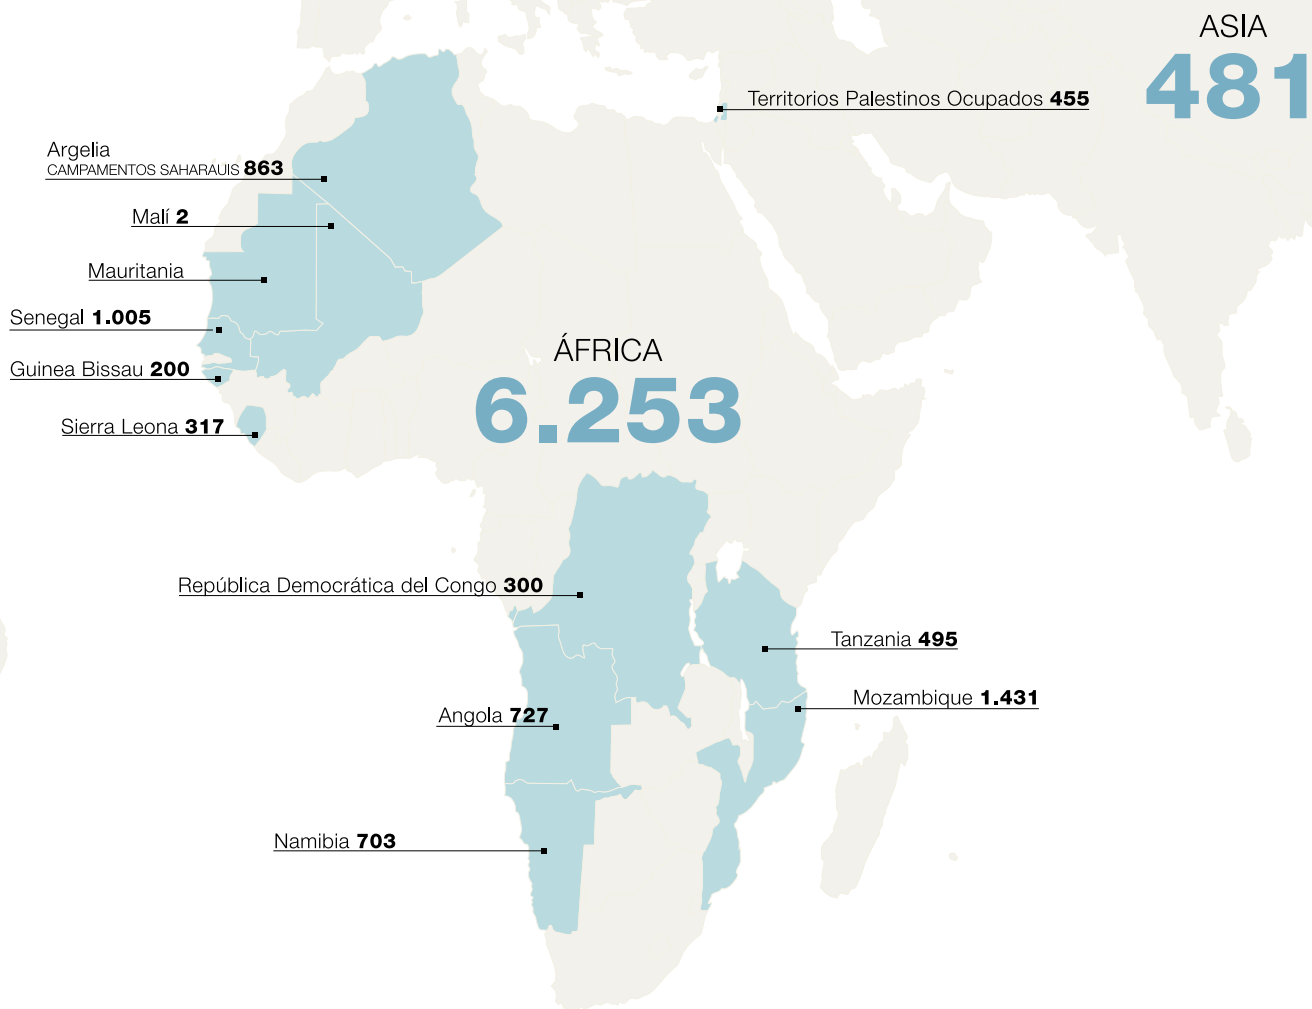 ASIA
481
Territorios Palestinos Ocupados 455
Argelia
CAMPAMENTOS SAHARAUIS 863
Malí 2
Mauritania
Senegal 1.005
Guinea Bissau 200
Sierra Leona 317
ÁFRICA
6.253
República Democrática del Congo 300
Tanzania 495
Mozambique 1.431
Angola 727
Namibia 703